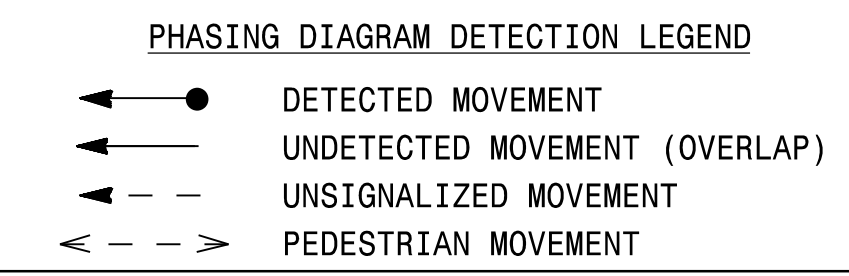 PHASING DIAGRAM DETECTION LEGEND
DETECTED MOVEMENT
UNDETECTED MOVEMENT (OVERLAP)
UNSIGNALIZED MOVEMENT
PEDESTRIAN MOVEMENT